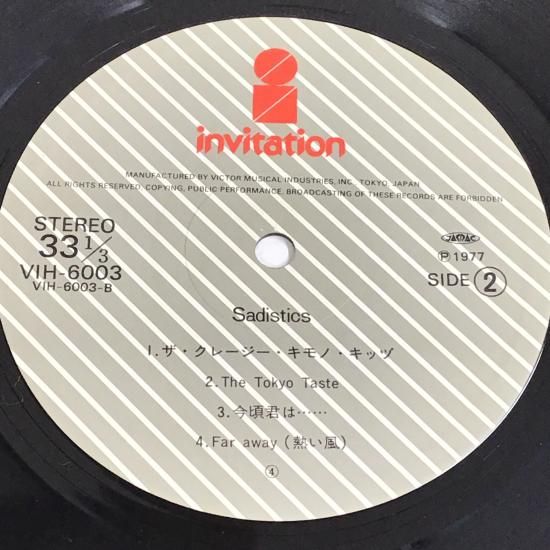 invitation
MANUFACTURED BY VICTOR MUSICAL INDUSTRIES, INC. TOKYO, JAPAN
ALL RIGHTS RESERVED, COPYING, PUBLIC PERFORMANCE, BROADCASTING OF THESE RECORDS ARE FORBIDDEN.
STEREO
33 1/3
VIH-6003
VIH-6003-B
JASRAC
Ⓟ1977
SIDE ②
Sadistics
1.ザ・クレージー・キモノ・キッヅ
2.The Tokyo Taste
3.今頃君は……
4.Far away (熱い風)
④